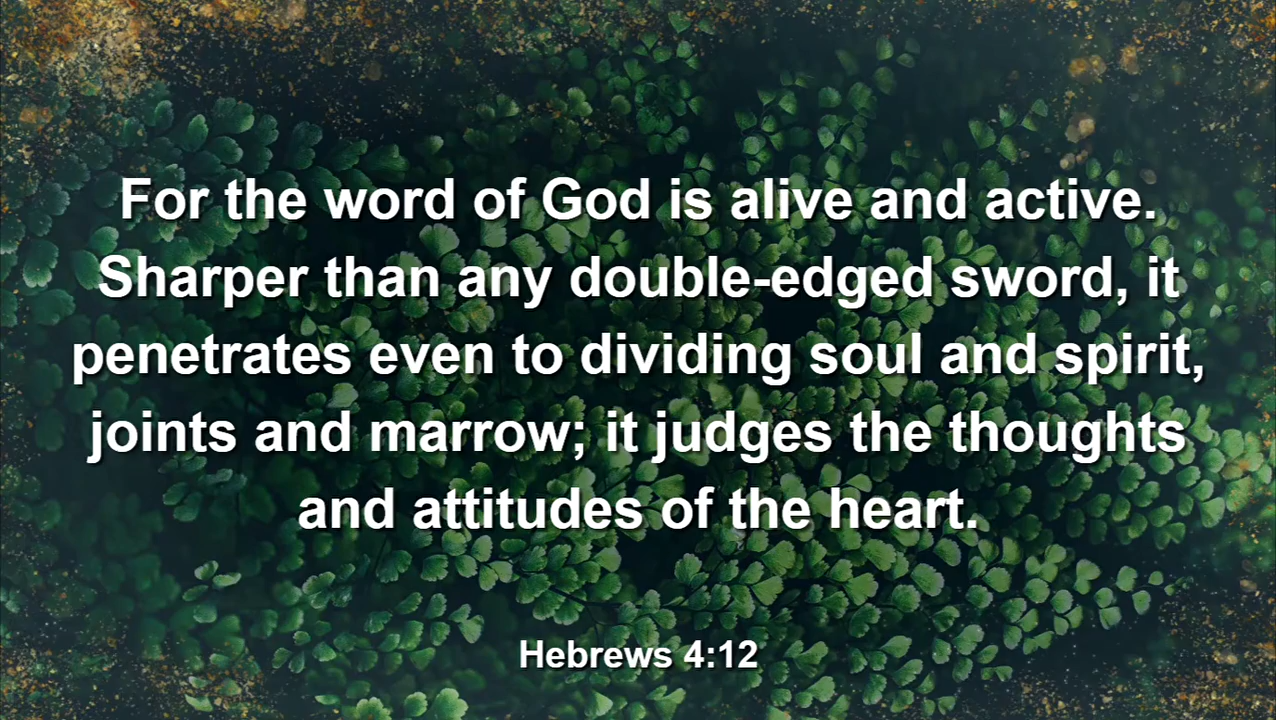 For the word of God is alive and active.
Sharper than any double-edged sword, it
penetrates even to dividing soul and spirit,
joints and marrow; it judges the thoughts
and attitudes of the heart.
Hebrews 4:12